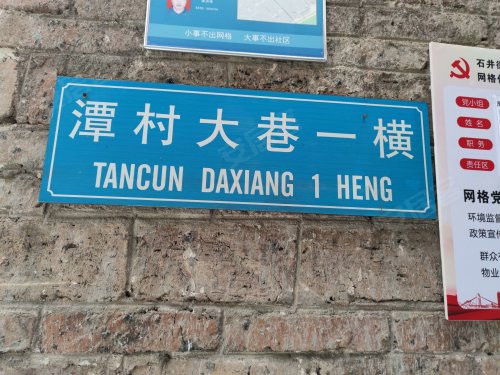 小事不出网格 大事不出社区
潭村大巷一横
TANCUN DAXIANG 1 HENG
石井街
网格
党小组
姓名
职务
责任区
网格党
环境监督
政策宣传
群众
物业